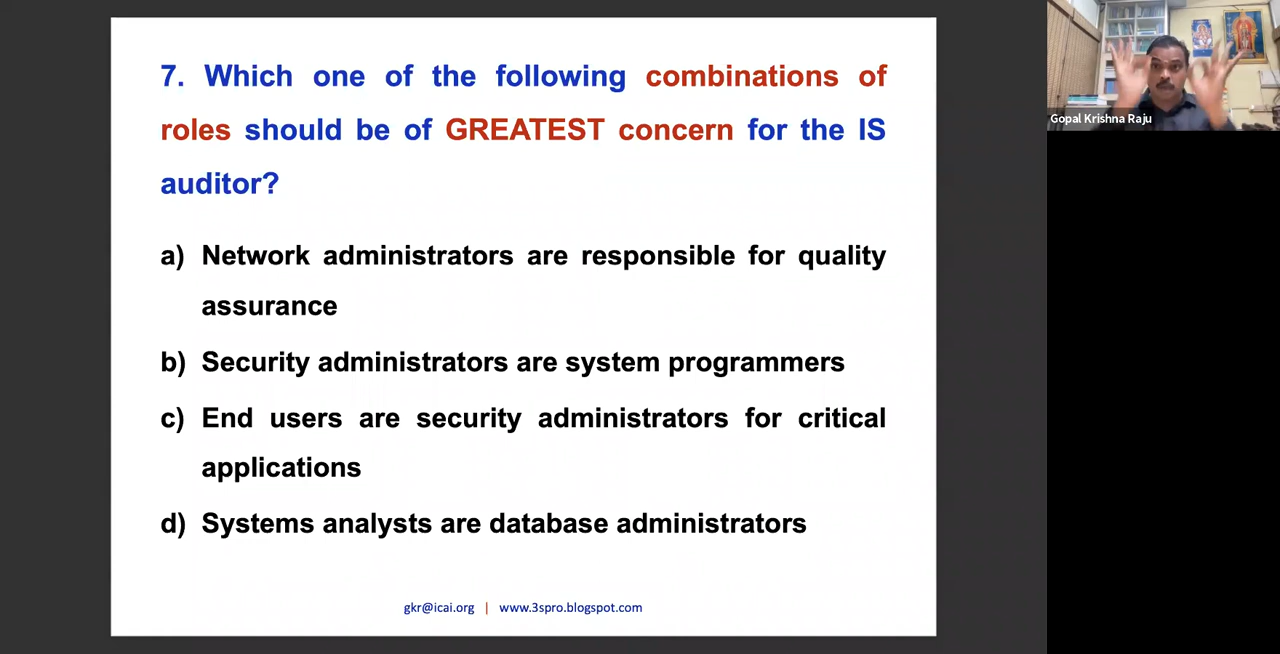 7. Which one of the following combinations of
roles should be of GREATEST concern for the IS
auditor?
a) Network administrators are responsible for quality
assurance
b) Security administrators are system programmers
c) End users are security administrators for critical
applications
d) Systems analysts are database administrators
gkr@icai.org | www.3spro.blogspot.com
Gopal Krishna Raju